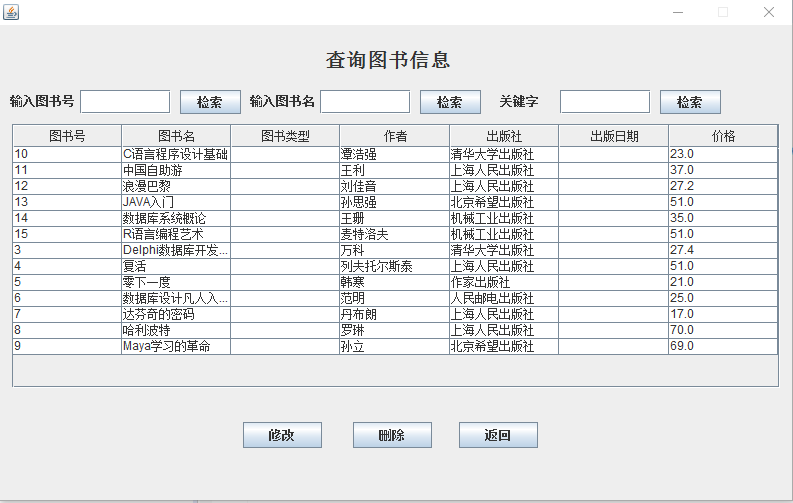 查询图书信息
输入图书号 检索 输入图书名 检索 关键字 检索
图书号 图书名 图书类型 作者 出版社 出版日期 价格
10 C语言程序设计基础 潭浩强 清华大学出版社 23.0
11 中国自助游 王利 上海人民出版社 37.0
12 浪漫巴黎 刘佳音 上海人民出版社 27.2
13 JAVA入门 孙思强 北京希望出版社 51.0
14 数据库系统概论 王珊 机械工业出版社 35.0
15 R语言编程艺术 麦特洛夫 机械工业出版社 51.0
3 Delphi数据库开发... 万科 清华大学出版社 27.4
4 复活 列夫托尔斯泰 上海人民出版社 51.0
5 零下一度 韩寒 作家出版社 21.0
6 数据库设计凡人入... 范明 人民邮电出版社 25.0
7 达芬奇的密码 丹布朗 上海人民出版社 17.0
8 哈利波特 罗琳 上海人民出版社 70.0
9 Maya学习的革命 孙立 北京希望出版社 69.0
修改 删除 返回